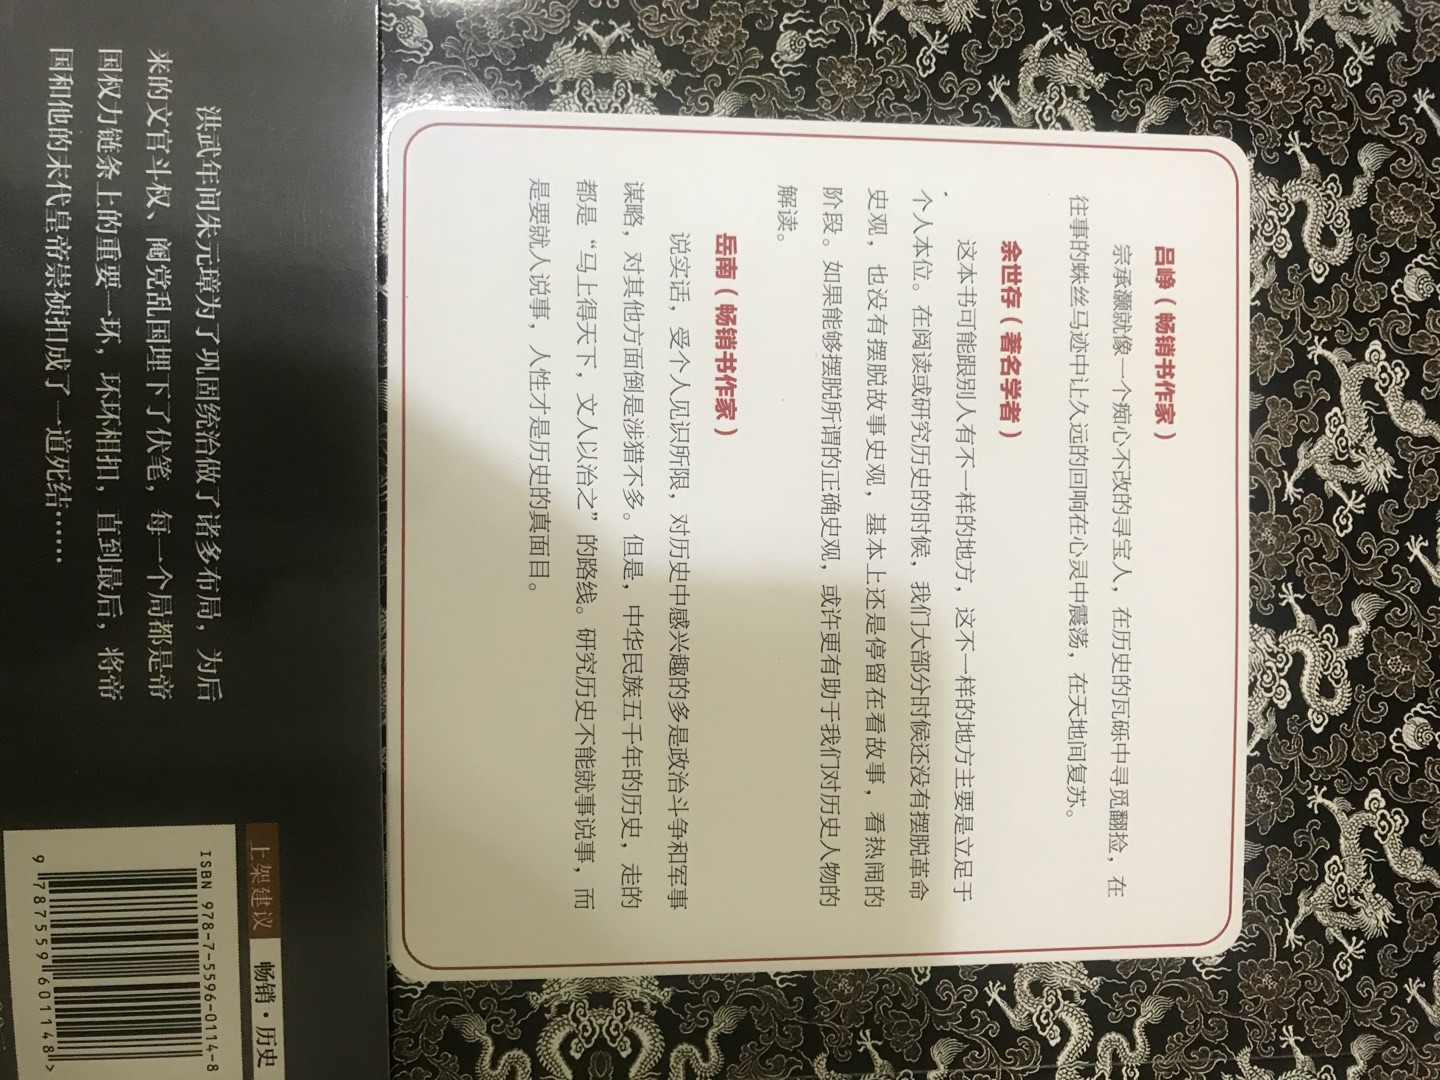 吕峥（畅销书作家）
宗承灏就像一个痴心不改的寻宝人，在历史的瓦砾中寻觅翻捡，在
往事的蛛丝马迹中让久远的回响在心灵中震荡，在天地间复苏。
余世存（著名学者）
这本书可能跟别人有不一样的地方，这不一样的地方主要是立足于
个人本位。在阅读或研究历史的时候，我们大部分时候还没有摆脱革命
史观，也没有摆脱故事史观，基本上还是停留在看故事，看热闹的
阶段。如果能够摆脱所谓的正确史观，或许更有助于我们对历史人物的
解读。
岳南（畅销书作家）
说实话，受个人见识所限，对历史中感兴趣的多是政治斗争和军事
谋略，对其他方面倒是涉猎不多。但是，中华民族五千年的历史，走的
都是“马上得天下，文人以治之”的路线。研究历史不能就事说事，而
是要就人说事，人性才是历史的真面目。
洪武年间朱元璋为了巩固统治做了诸多布局，为后
来的文官斗权、阉党乱国埋下了伏笔，每一个局都是帝
国权力链条上的重要一环，环环相扣，直到最后，将帝
国和他的末代皇帝崇祯扣成了一道死结……
上架建议 畅销·历史
ISBN 978-7-5596-0114-8
9 787559 601148 >